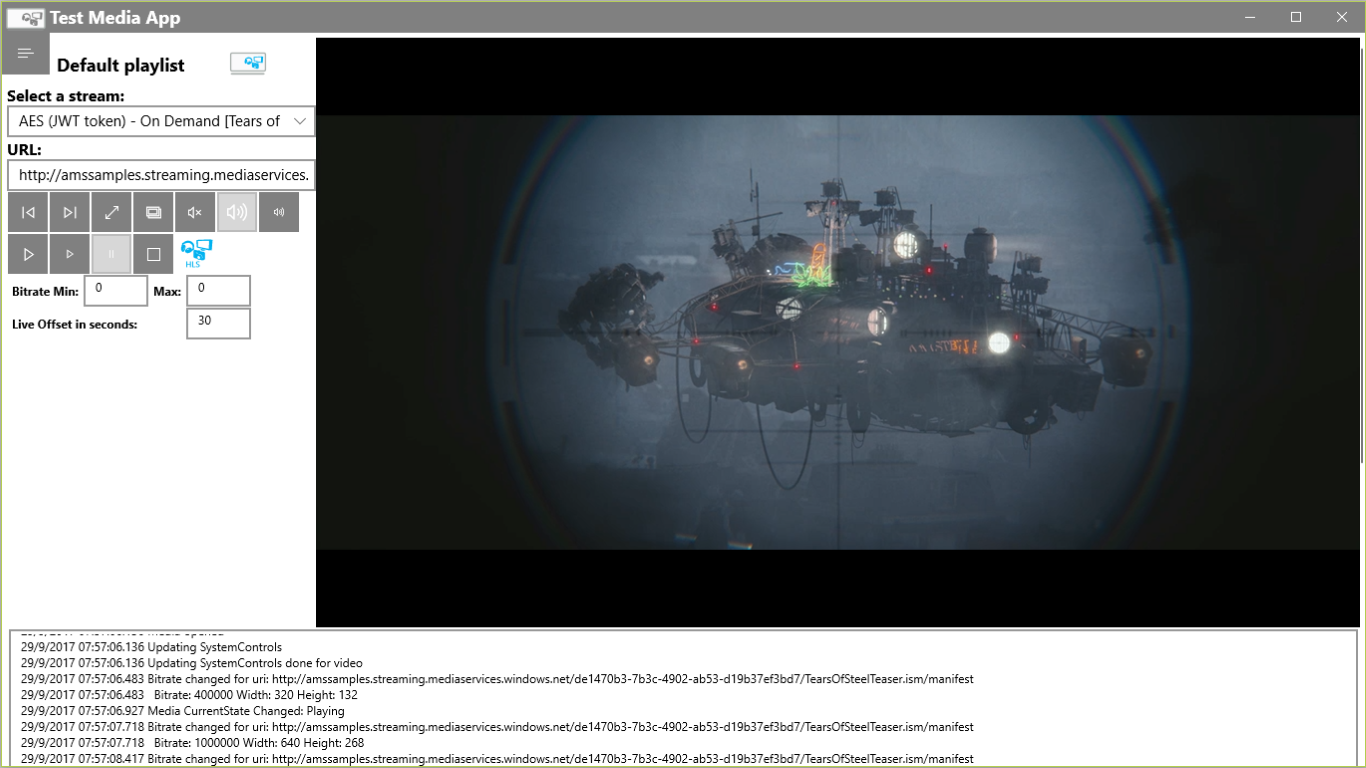 Test Media App
Default playlist
Select a stream:
AES (JWT token) - On Demand [Tears of
URL:
http://amssamples.streaming.mediaservices.
HLS
Bitrate Min: 0 Max: 0
Live Offset in seconds: 30
29/9/2017 07:57:06.136 Updating SystemControls
29/9/2017 07:57:06.136 Updating SystemControls done for video
29/9/2017 07:57:06.483 Bitrate changed for uri: http://amssamples.streaming.mediaservices.windows.net/de1470b3-7b3c-4902-ab53-d19b37ef3bd7/TearsOfSteelTeaser.ism/manifest
29/9/2017 07:57:06.483 Bitrate: 400000 Width: 320 Height: 132
29/9/2017 07:57:06.927 Media CurrentState Changed: Playing
29/9/2017 07:57:07.718 Bitrate changed for uri: http://amssamples.streaming.mediaservices.windows.net/de1470b3-7b3c-4902-ab53-d19b37ef3bd7/TearsOfSteelTeaser.ism/manifest
29/9/2017 07:57:07.718 Bitrate: 1000000 Width: 640 Height: 268
29/9/2017 07:57:08.417 Bitrate changed for uri: http://amssamples.streaming.mediaservices.windows.net/de1470b3-7b3c-4902-ab53-d19b37ef3bd7/TearsOfSteelTeaser.ism/manifest